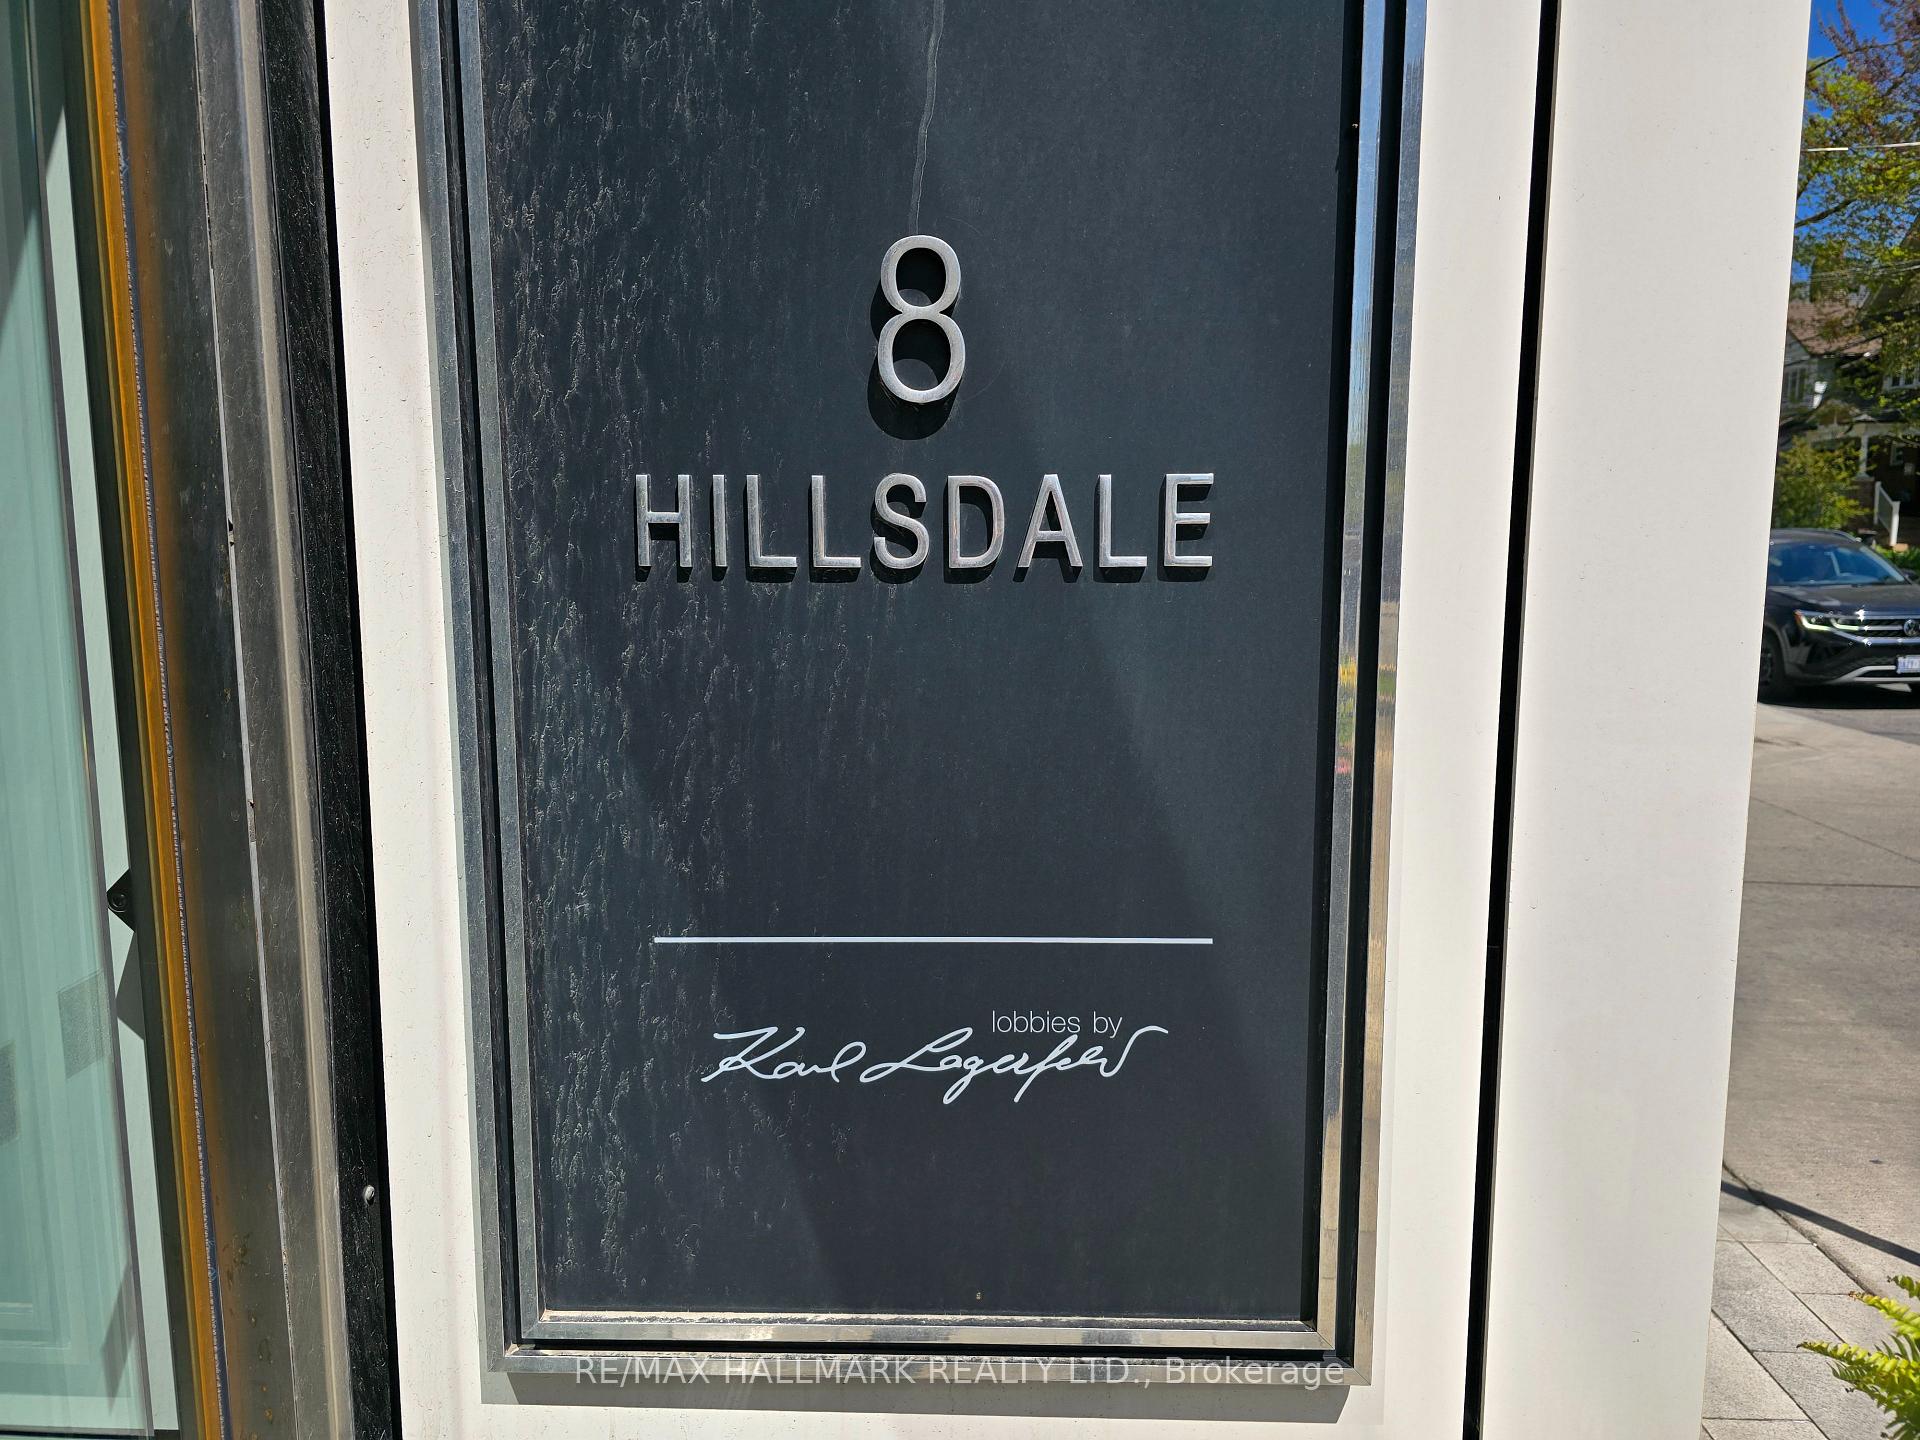 8
HILLSDALE
lobbies by
Karl Lagerfeld
RE/MAX HALLMARK REALTY LTD., Brokerage